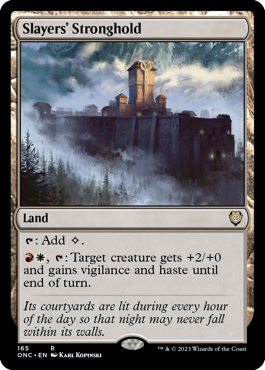 Slayers' Stronghold
Land
: Add .
, : Target creature gets +2/+0
and gains vigilance and haste until
end of turn.
Its courtyards are lit during every hour
of the day so that night may never fall
within its walls.
165 R
ONC • EN Karl Kopinski
™ & © 2023 Wizards of the Coast